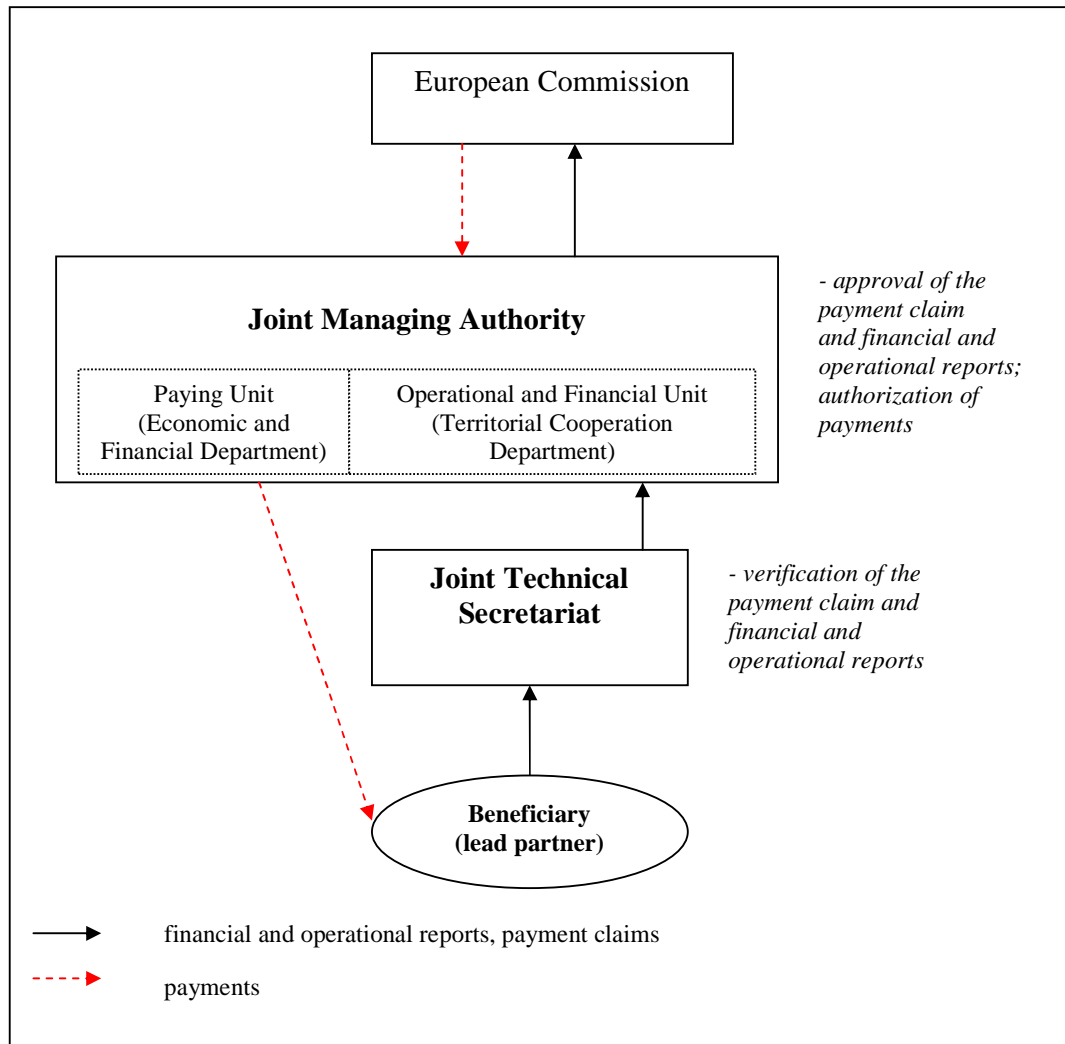 European Commission
Joint Managing Authority
- approval of the
payment claim
and financial and
operational reports;
authorization of
payments
Paying Unit
(Economic and
Financial Department)
Operational and Financial Unit
(Territorial Cooperation
Department)
Joint Technical
Secretariat
- verification of the
payment claim and
financial and
operational reports
Beneficiary
(lead partner)
financial and operational reports, payment claims
payments